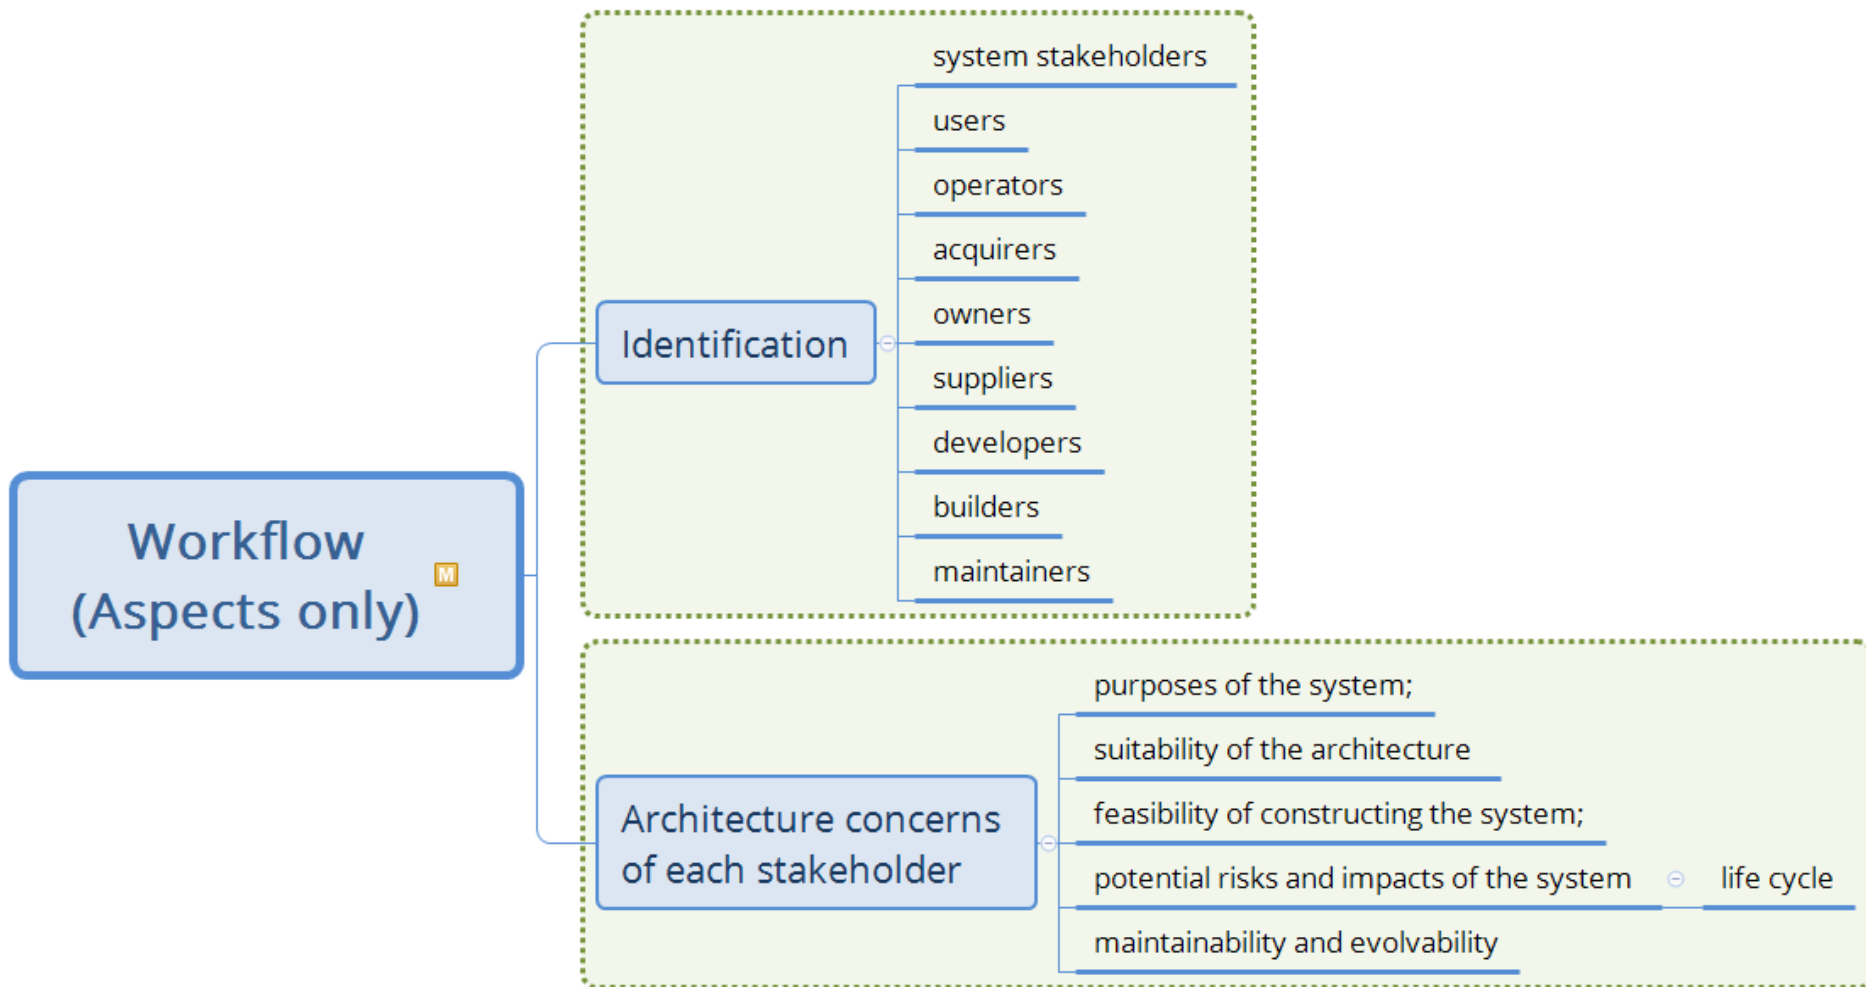 system stakeholders
users
operators
acquirers
owners
Identification
suppliers
developers
builders
maintainers
Workflow
(Aspects only)
M
purposes of the system;
suitability of the architecture
feasibility of constructing the system;
Architecture concerns
of each stakeholder
potential risks and impacts of the system
life cycle
maintainability and evolvability